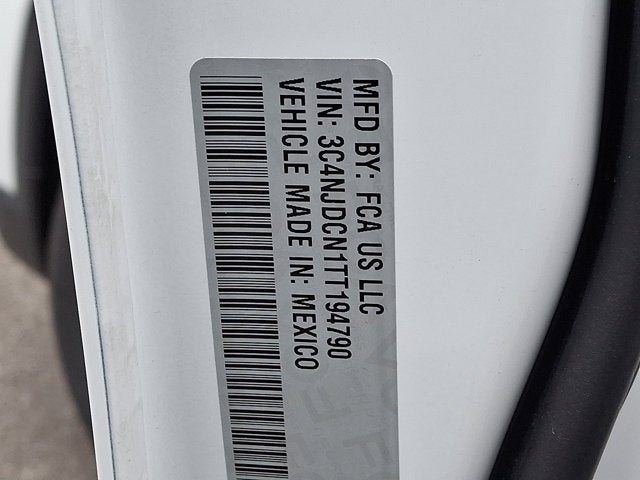 MFD BY: FCA US LLC
VIN: 3C4NJDCN1TT194790
VEHICLE MADE IN: MEXICO